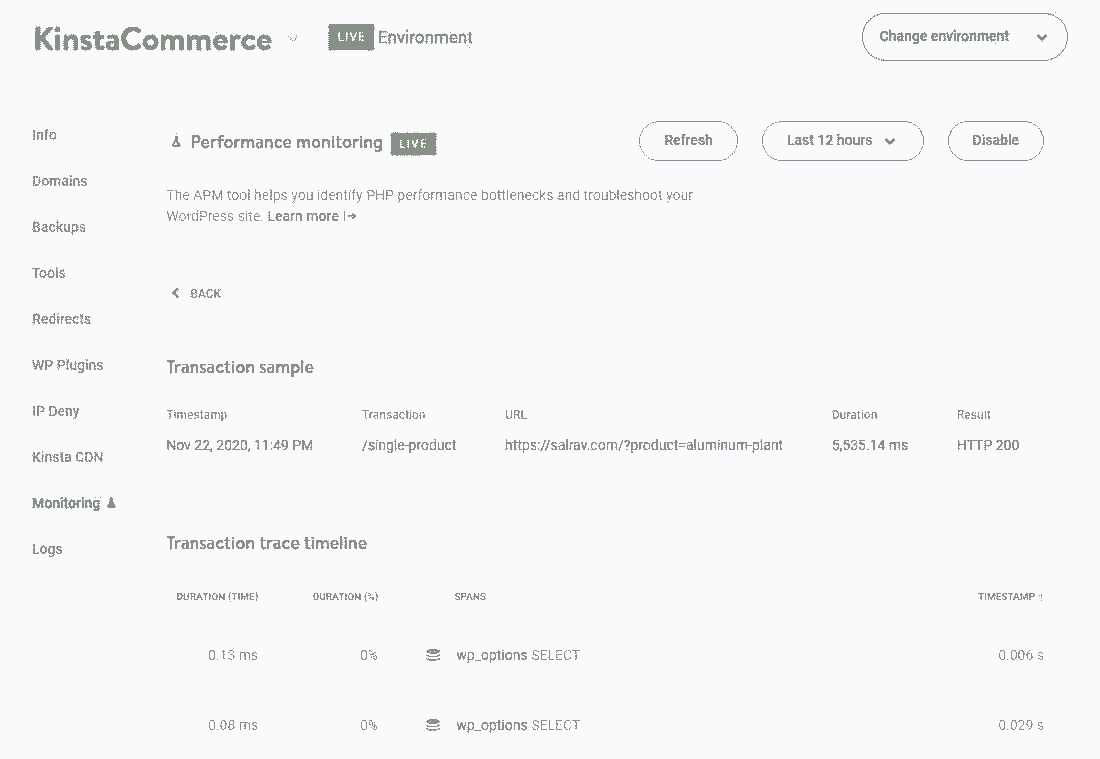 KinstaCommerce LIVE Environment Change environment
Info
Performance monitoring LIVE Refresh Last 12 hours Disable
Domains
The APM tool helps you identify PHP performance bottlenecks and troubleshoot your
WordPress site. Learn more
Backups
Tools
BACK
Redirects
WP Plugins
Transaction sample
IP Deny
Timestamp Transaction URL Duration Result
Nov 22, 2020, 11:49 PM /single-product https://salrav.com/?product=aluminum-plant 5,535.14 ms HTTP 200
Kinsta CDN
Monitoring
Logs
Transaction trace timeline
DURATION (TIME) DURATION (%) SPANS TIMESTAMP ↑
0.13 ms 0% wp_options SELECT 0.006 s
0.08 ms 0% wp_options SELECT 0.029 s